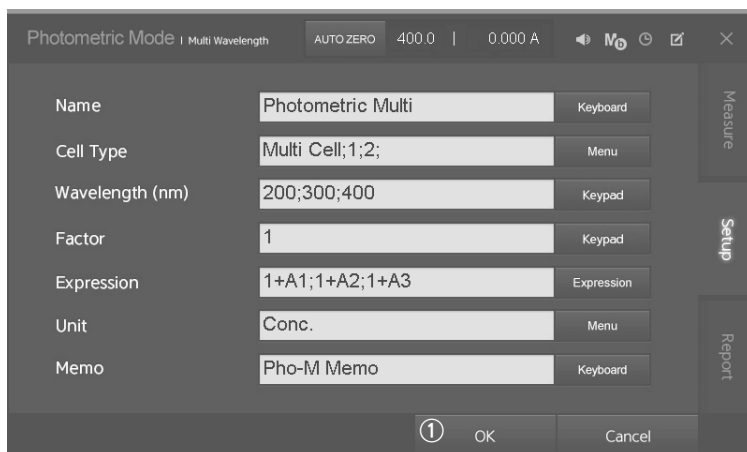 Photometric Mode | Multi Wavelength AUTO ZERO 400.0 | 0.000 A
Name Photometric Multi Keyboard
Cell Type Multi Cell;1;2; Menu
Wavelength (nm) 200;300;400 Keypad
Factor 1 Keypad
Expression 1+A1;1+A2;1+A3 Expression
Unit Conc. Menu
Memo Pho-M Memo Keyboard
① OK Cancel
Measure
Setup
Report